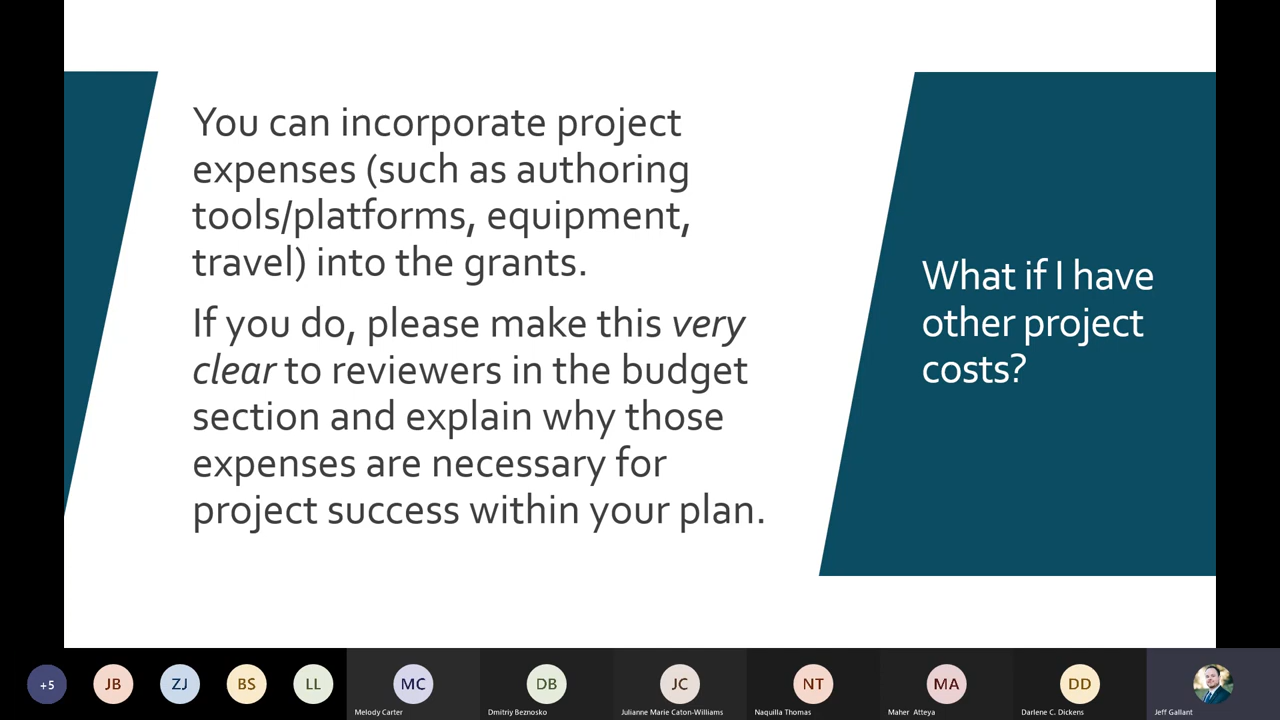 You can incorporate project
expenses (such as authoring
tools/platforms, equipment,
travel) into the grants.
If you do, please make this very
clear to reviewers in the budget
section and explain why those
expenses are necessary for
project success within your plan.
What if I have
other project
costs?
+5
JB
ZJ
BS
LL
MC
DB
JC
NT
MA
DD
Melody Carter
Dmitriy Beznosko
Julianne Marie Caton-Williams
Naquilla Thomas
Maher Atteya
Darlene C. Dickens
Jeff Gallant